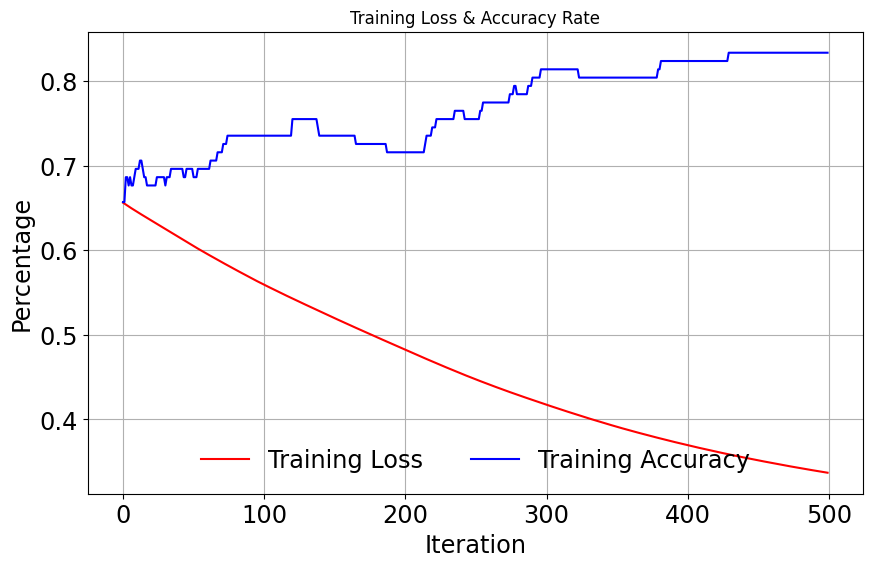 Training Loss & Accuracy Rate
Percentage
0.8
0.7
0.6
0.5
0.4
Training Loss Training Accuracy
0 100 200 300 400 500
Iteration